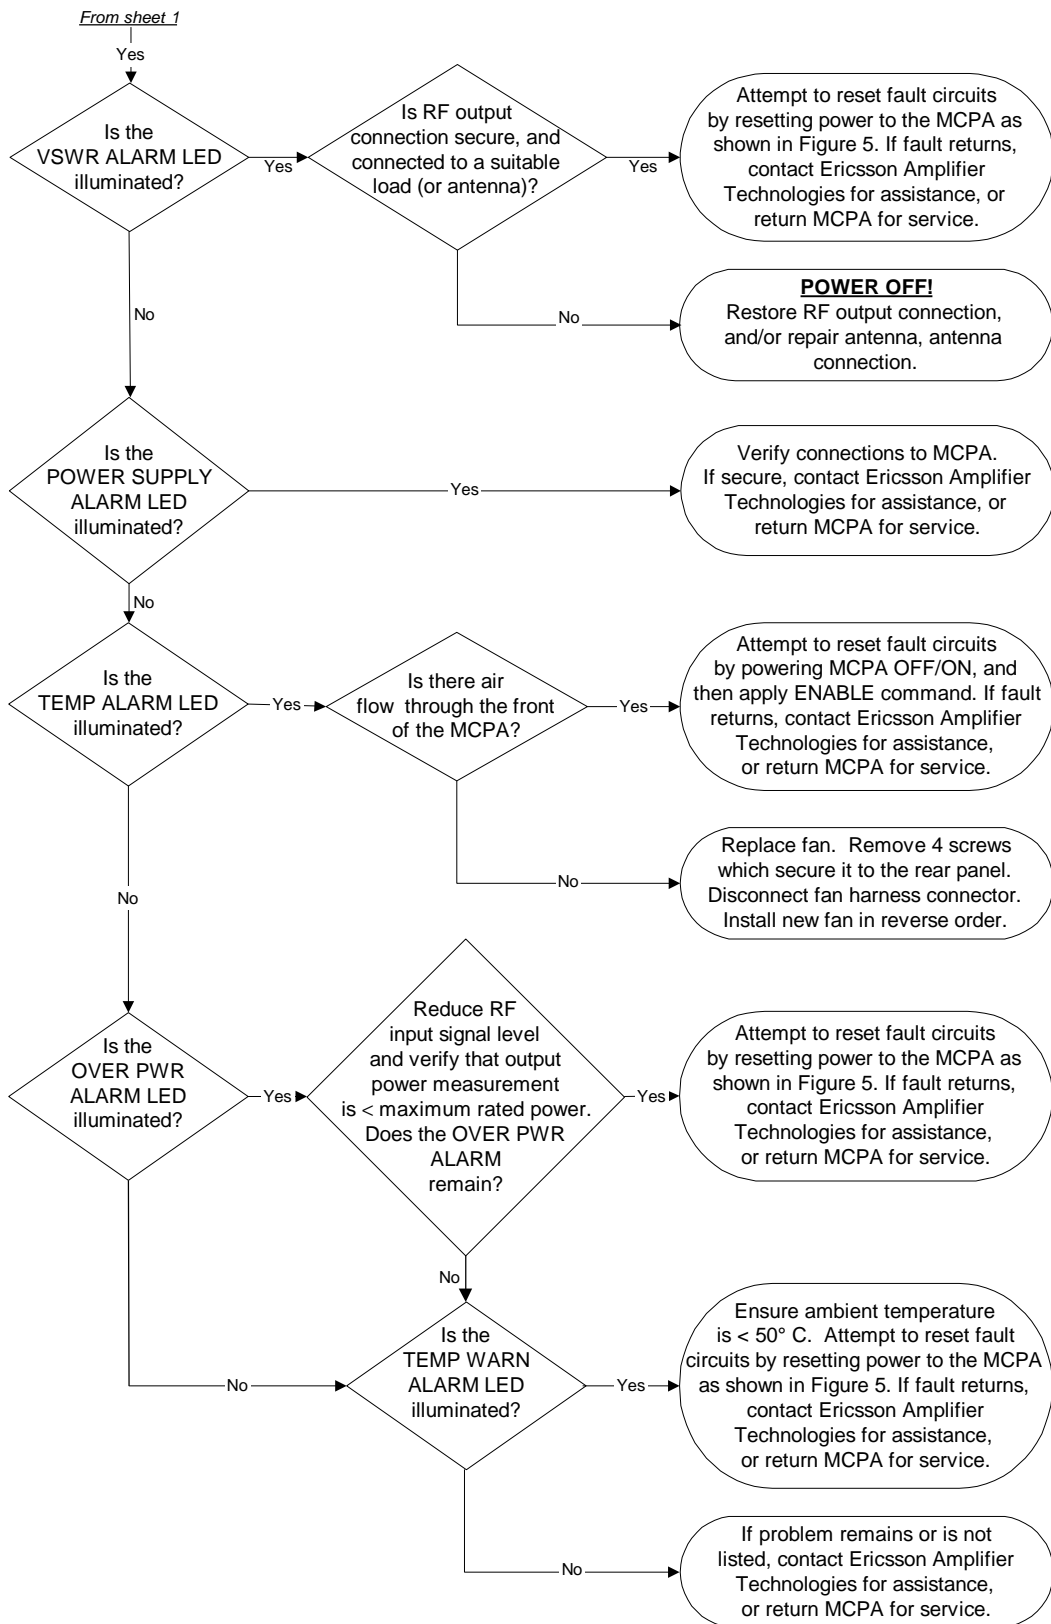 From sheet 1
Yes
Is the
VSWR ALARM LED
illuminated?
Yes
Is RF output
connection secure, and
connected to a suitable
load (or antenna)?
Yes
Attempt to reset fault circuits
by resetting power to the MCPA as
shown in Figure 5. If fault returns,
contact Ericsson Amplifier
Technologies for assistance, or
return MCPA for service.
No
POWER OFF!
Restore RF output connection,
and/or repair antenna, antenna
connection.
No
Is the
POWER SUPPLY
ALARM LED
illuminated?
Yes
Verify connections to MCPA.
If secure, contact Ericsson Amplifier
Technologies for assistance, or
return MCPA for service.
No
Is the
TEMP ALARM LED
illuminated?
Yes
Is there air
flow through the front
of the MCPA?
Yes
Attempt to reset fault circuits
by powering MCPA OFF/ON, and
then apply ENABLE command. If fault
returns, contact Ericsson Amplifier
Technologies for assistance,
or return MCPA for service.
No
Replace fan. Remove 4 screws
which secure it to the rear panel.
Disconnect fan harness connector.
Install new fan in reverse order.
No
Is the
OVER PWR
ALARM LED
illuminated?
Yes
Reduce RF
input signal level
and verify that output
power measurement
is < maximum rated power.
Does the OVER PWR
ALARM
remain?
Yes
Attempt to reset fault circuits
by resetting power to the MCPA as
shown in Figure 5. If fault returns,
contact Ericsson Amplifier
Technologies for assistance,
or return MCPA for service.
No
No
Is the
TEMP WARN
ALARM LED
illuminated?
Yes
Ensure ambient temperature
is < 50° C. Attempt to reset fault
circuits by resetting power to the MCPA
as shown in Figure 5. If fault returns,
contact Ericsson Amplifier
Technologies for assistance,
or return MCPA for service.
No
If problem remains or is not
listed, contact Ericsson Amplifier
Technologies for assistance,
or return MCPA for service.